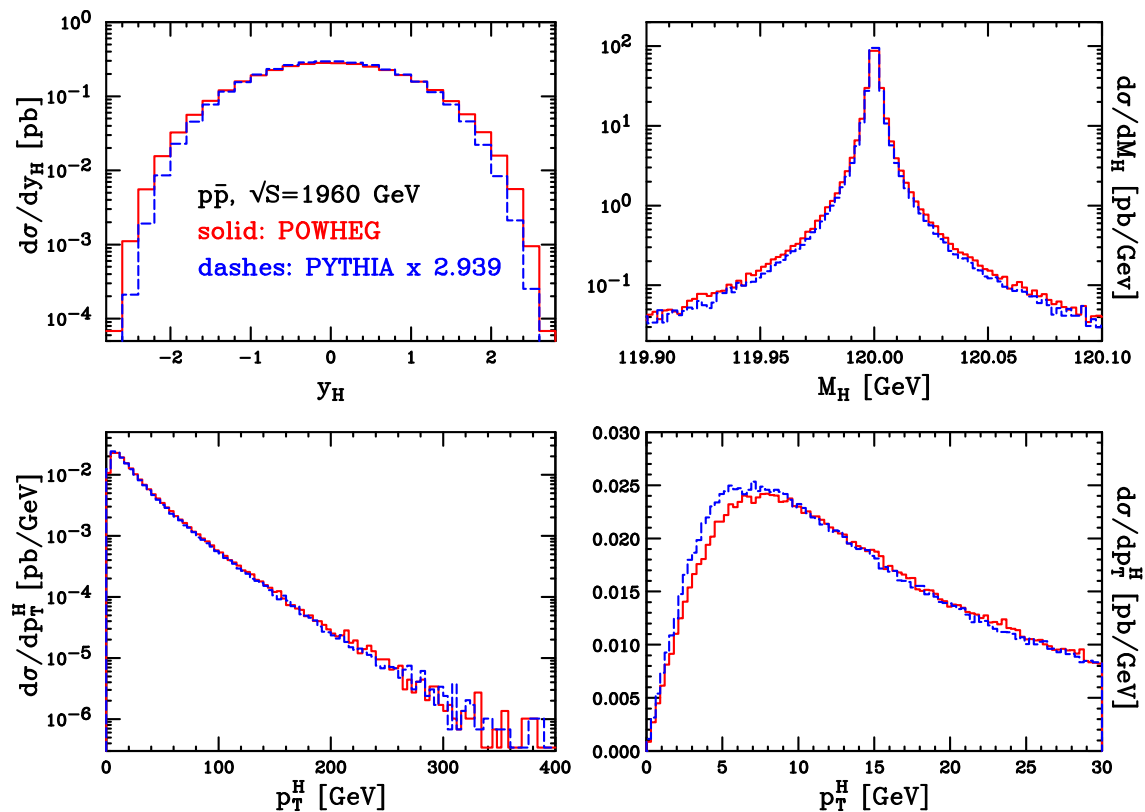 10^0
10^-1
10^-2
10^-3
10^-4
dσ/dy_H [pb]
pp̄, √S=1960 GeV
solid: POWHEG
dashes: PYTHIA x 2.939
−2 −1 0 1 2
y_H
10^2
10^1
10^0
10^-1
dσ/dM_H [pb/Gev]
119.90 119.95 120.00 120.05 120.10
M_H [GeV]
10^-2
10^-3
10^-4
10^-5
10^-6
dσ/dp_T^H [pb/GeV]
0 100 200 300 400
p_T^H [GeV]
0.030
0.025
0.020
0.015
0.010
0.005
0.000
dσ/dp_T^H [pb/GeV]
0 5 10 15 20 25 30
p_T^H [GeV]